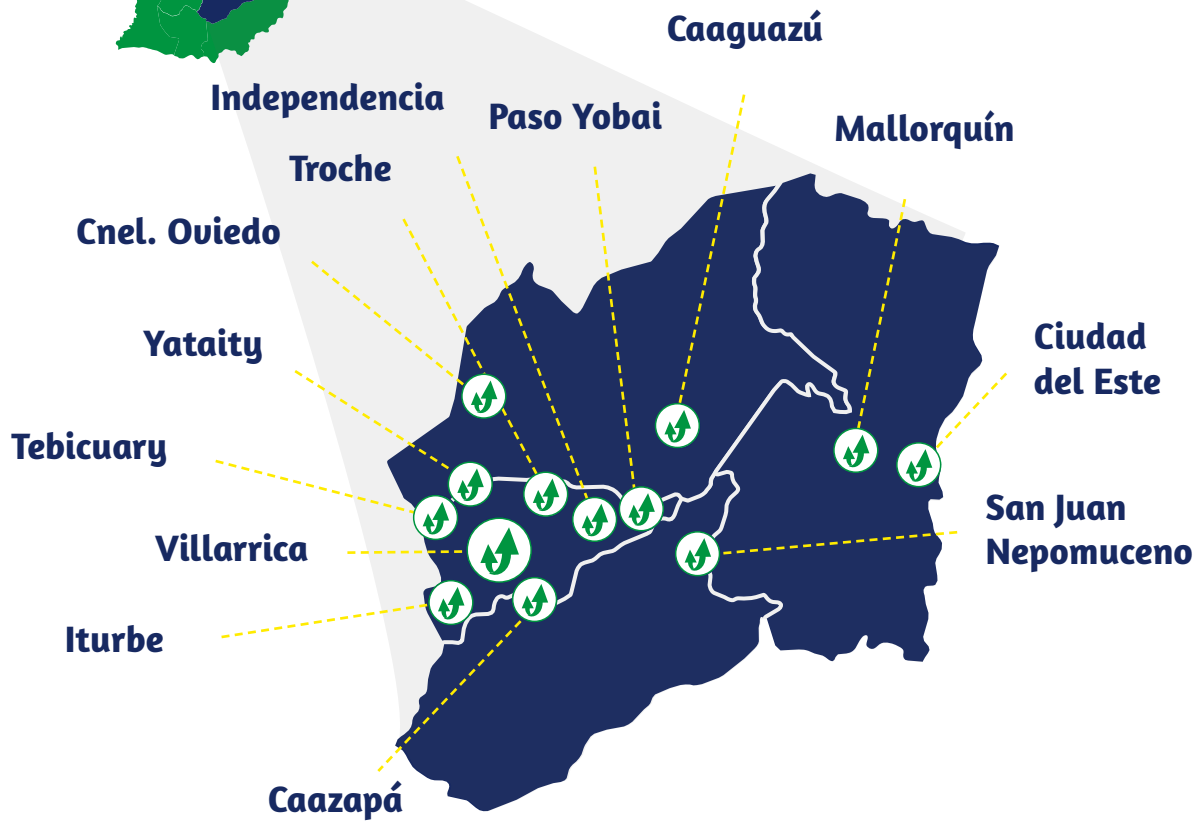 Caaguazú
Independencia
Paso Yobai
Mallorquín
Troche
Cnel. Oviedo
Yataity
Ciudad
del Este
Tebicuary
San Juan
Nepomuceno
Villarrica
Iturbe
Caazapá